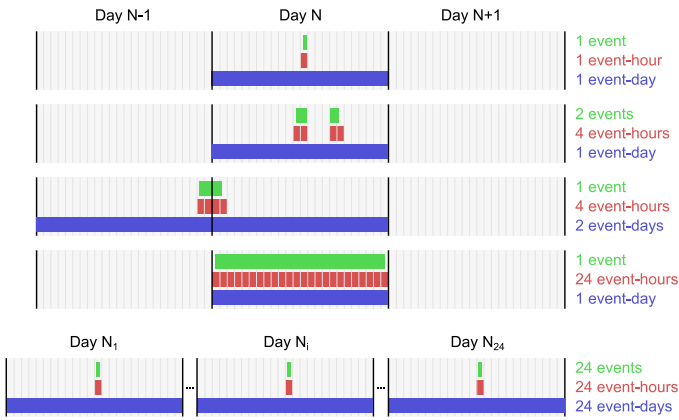 Day N-1 Day N Day N+1
1 event
1 event-hour
1 event-day
2 events
4 event-hours
1 event-day
1 event
4 event-hours
2 event-days
1 event
24 event-hours
1 event-day
Day N₁ Day Nᵢ Day N₂₄
... ...
24 events
24 event-hours
24 event-days